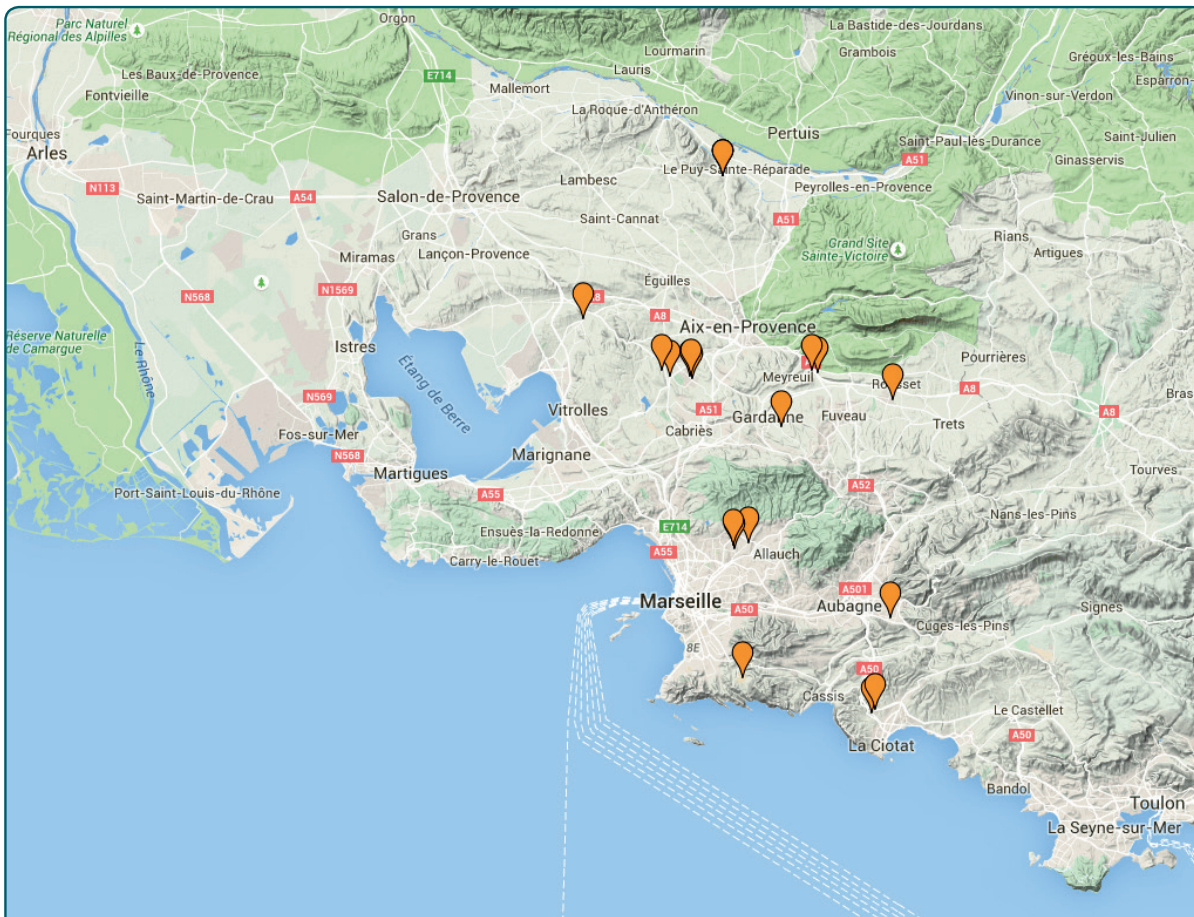 Parc Naturel
Régional des Alpilles
Orgon
La Bastide-des-Jourdans
Lourmarin
Grambois
Gréoux-les-Bains
Les Baux-de-Provence
E714
Lauris
Fontvieille
Mallemort
Vinon-sur-Verdon
La Roque-d'Anthéron
Fourques
Pertuis
Saint-Paul-lès-Durance
Saint-Julien
Arles
A51
Ginasservis
Le Puy-Sainte-Réparade
N113
Lambesc
Peyrolles-en-Provence
Saint-Martin-de-Crau
A54
Salon-de-Provence
Saint-Cannat
A51
Grans
Rians
Lançon-Provence
Grand Site
Sainte-Victoire
Artigues
Miramas
Éguilles
N1569
N568
A8
Réserve Naturelle
de Camargue
Le Rhône
Istres
Étang de Berre
Aix-en-Provence
Pourrières
Meyreuil
A8
N569
Vitrolles
A51
Gardanne
Fuveau
A8
Fos-sur-Mer
Cabriès
Trets
N568
Marignane
Martigues
Tourves
Port-Saint-Louis-du-Rhône
A55
A52
Nans-les-Pins
Ensuès-la-Redonne
E714
Carry-le-Rouet
A55
Allauch
A501
Marseille
A50
Aubagne
Signes
Cuges-les-Pins
8E
A50
Cassis
Le Castellet
A50
La Ciotat
Bandol
Toulon
La Seyne-sur-Mer